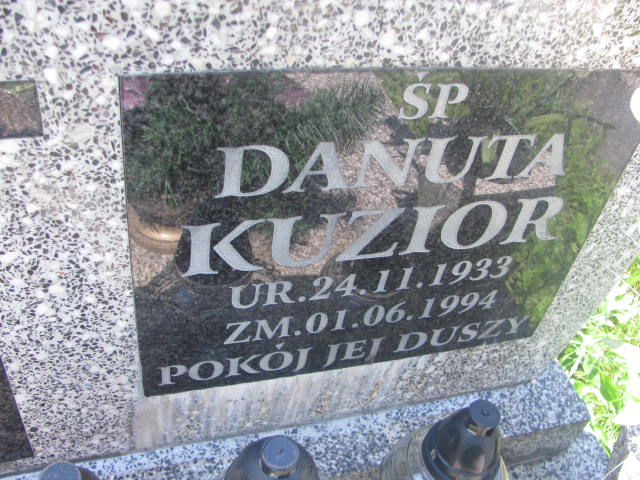 ŚP
DANUTA
KUZIOR
UR.24.11.1933
ZM.01.06.1994
POKÓJ JEJ DUSZY